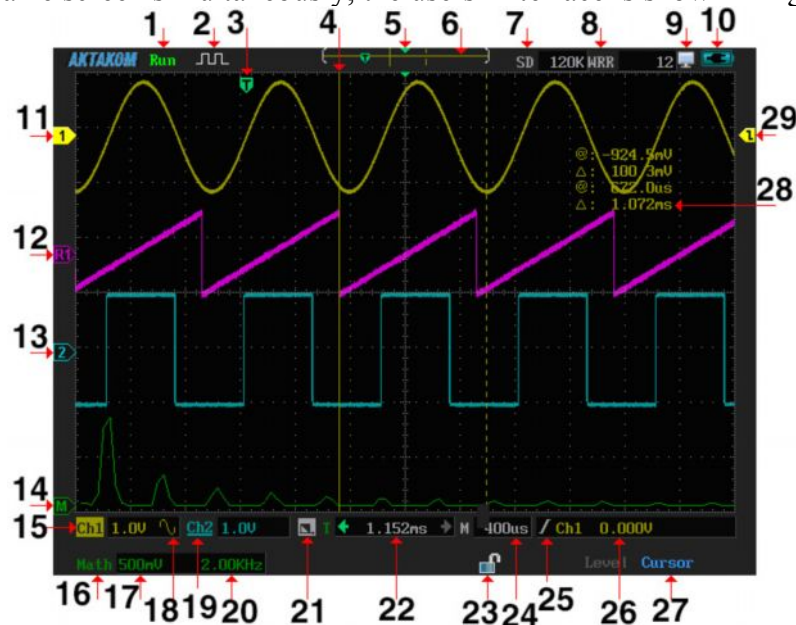 1 2 3 4 5 6 7 8 9 10
AKTAKOM Run SD 120K WRR 12
T
11 1 29
@: -924.5mV
△: 100.3mV
@: 672.0us
△: 1.072ms 28
12 R1
13 2
14 M
15 Ch1 1.0V Ch2 1.0V T 1.152ms M 400us Ch1 0.000V
Math 500mV 2.00KHz Level Cursor
16 17 18 19 20 21 22 23 24 25 26 27